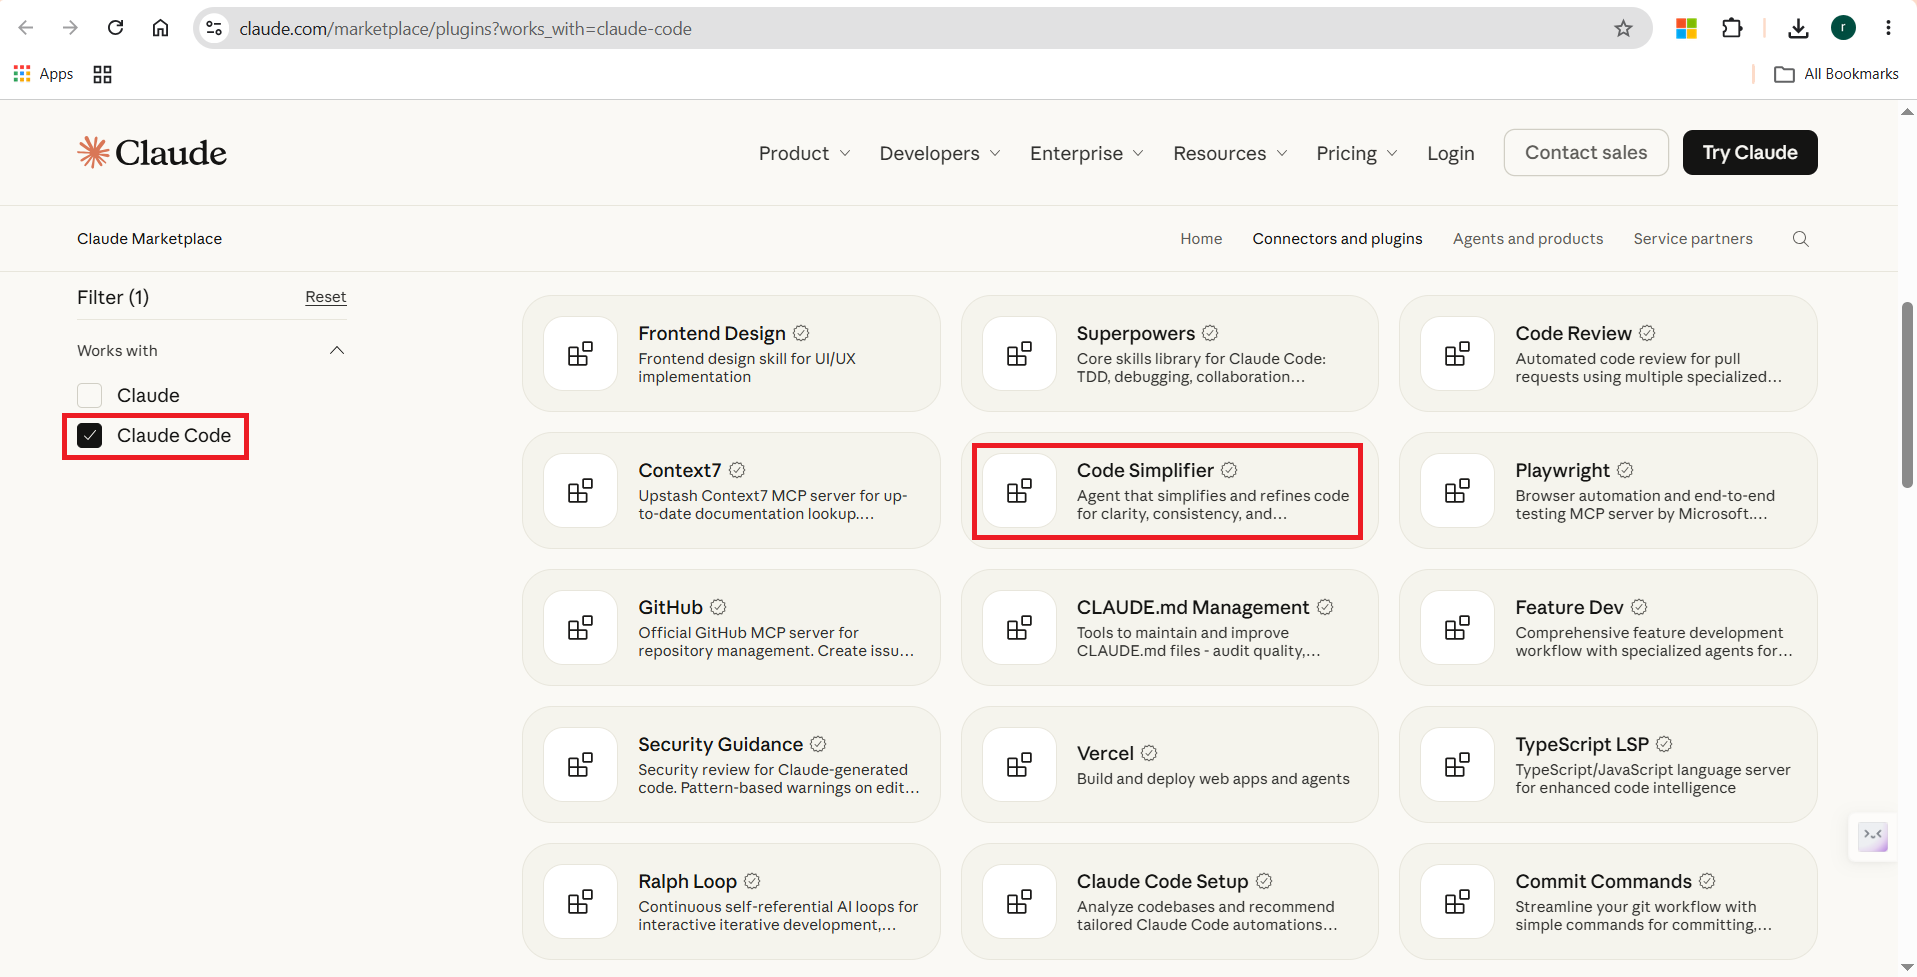 claude.com/marketplace/plugins?works_with=claude-code
r
Apps
All Bookmarks
Claude
Product
Developers
Enterprise
Resources
Pricing
Login
Contact sales
Try Claude
Claude Marketplace
Home
Connectors and plugins
Agents and products
Service partners
Filter (1)
Reset
Works with
Claude
Claude Code
Frontend Design
Frontend design skill for UI/UX
implementation
Superpowers
Core skills library for Claude Code:
TDD, debugging, collaboration...
Code Review
Automated code review for pull
requests using multiple specialized...
Context7
Upstash Context7 MCP server for up-
to-date documentation lookup....
Code Simplifier
Agent that simplifies and refines code
for clarity, consistency, and...
Playwright
Browser automation and end-to-end
testing MCP server by Microsoft....
GitHub
Official GitHub MCP server for
repository management. Create issu...
CLAUDE.md Management
Tools to maintain and improve
CLAUDE.md files - audit quality,...
Feature Dev
Comprehensive feature development
workflow with specialized agents for...
Security Guidance
Security review for Claude-generated
code. Pattern-based warnings on edit...
Vercel
Build and deploy web apps and agents
TypeScript LSP
TypeScript/JavaScript language server
for enhanced code intelligence
Ralph Loop
Continuous self-referential AI loops for
interactive iterative development,...
Claude Code Setup
Analyze codebases and recommend
tailored Claude Code automations...
Commit Commands
Streamline your git workflow with
simple commands for committing,...